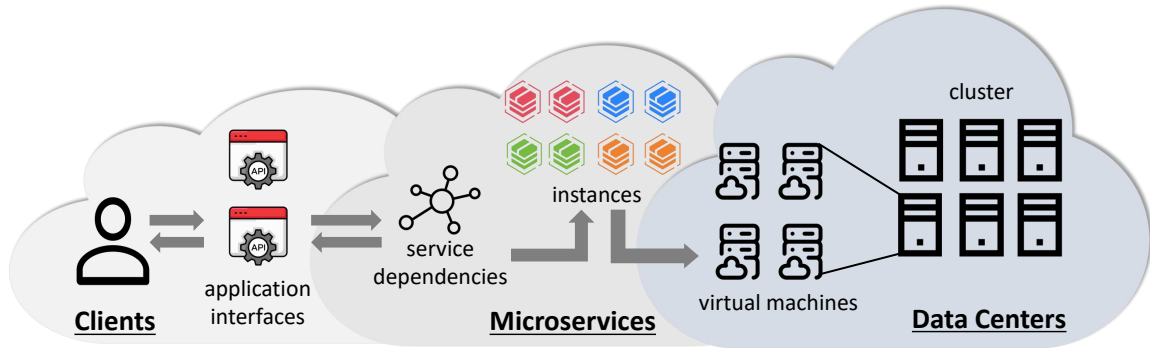 API
API
application
interfaces
Clients
service
dependencies
instances
Microservices
virtual machines
cluster
Data Centers